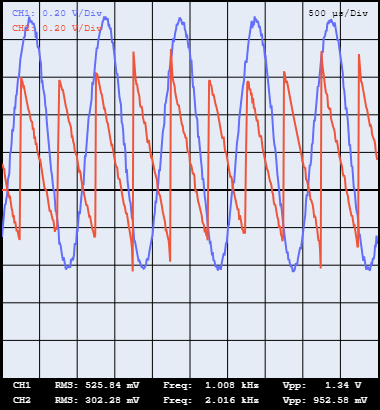 CH1: 0.20 V/Div
500 us/Div
CH2: 0.20 V/Div
CH1 RMS: 525.84 mV Freq: 1.008 kHz Vpp: 1.34 V
CH2 RMS: 302.28 mV Freq: 2.016 kHz Vpp: 952.58 mV